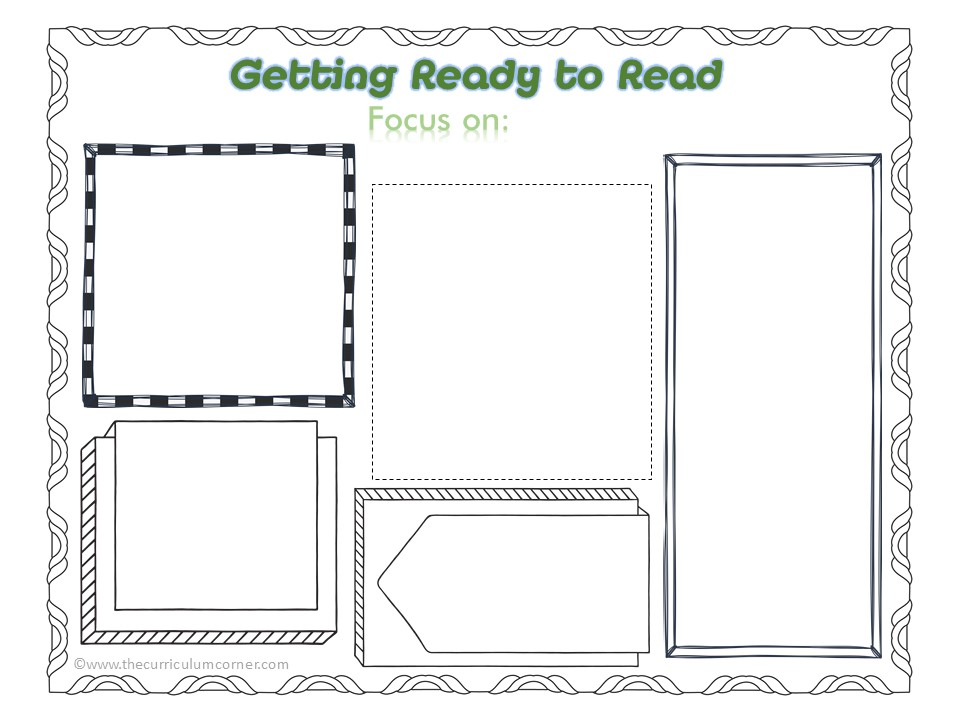 Getting Ready to Read
Focus on:
©www.thecurriculumcorner.com